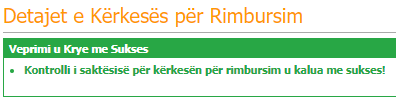 Detajet e Kërkesës për Rimbursim
Veprimi u Krye me Sukses
• Kontrolli i saktësisë për kërkesën për rimbursim u kalua me sukses!